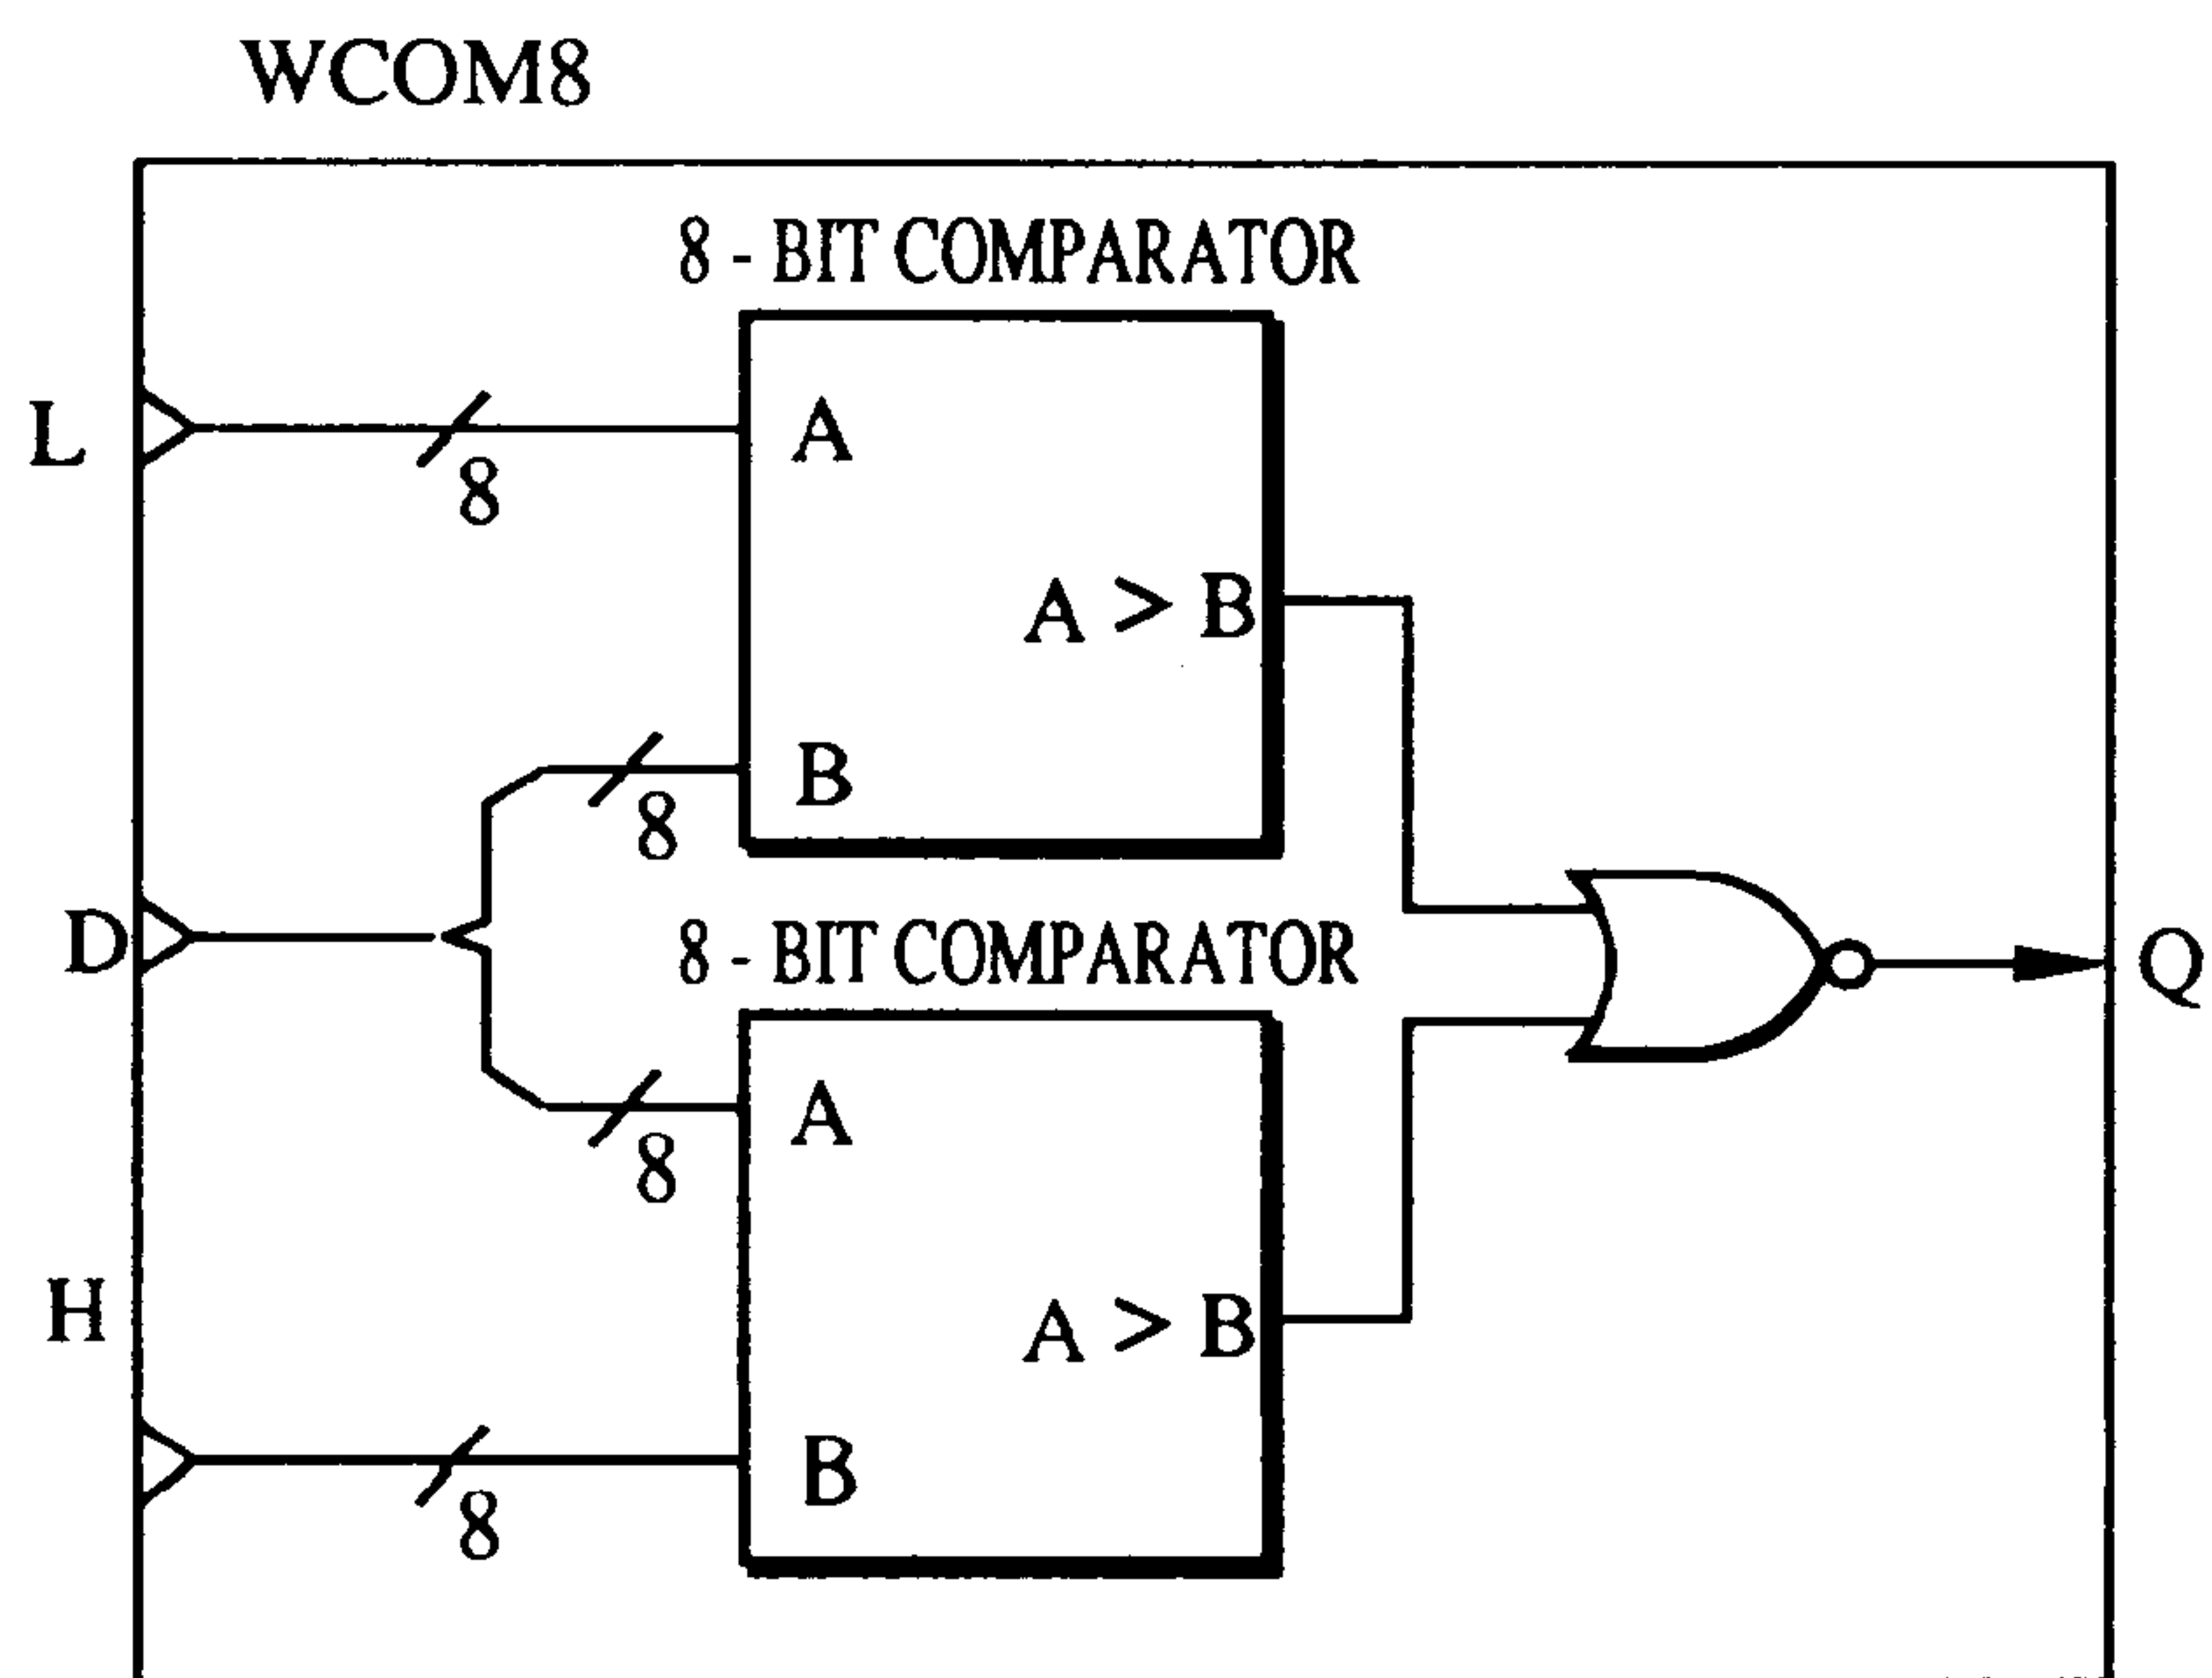 WCOM8
8 - BIT COMPARATOR
L
8
A
A > B
B
8
D
8 - BIT COMPARATOR
Q
A
8
H
A > B
B
8